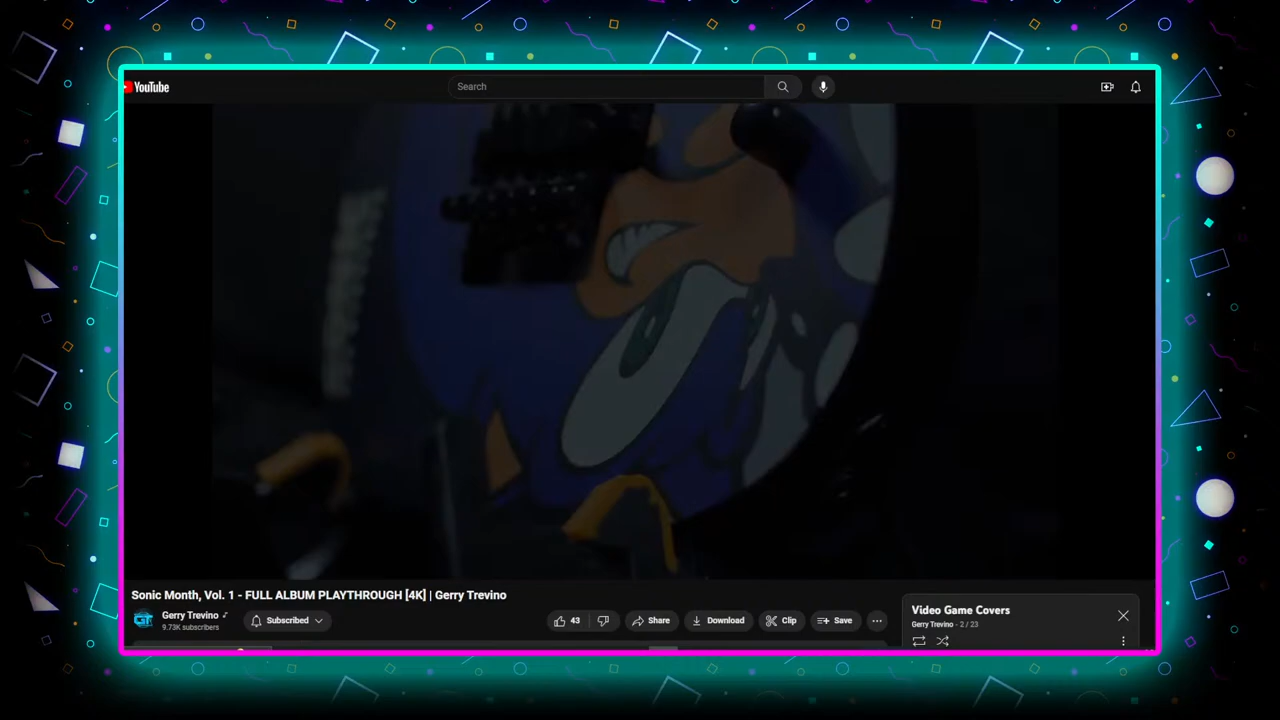 YouTube
Search
Sonic Month, Vol. 1 - FULL ALBUM PLAYTHROUGH [4K] | Gerry Trevino
Gerry Trevino
9.73K subscribers
Subscribed
43
Share
Download
Clip
Save
Video Game Covers
Gerry Trevino - 2 / 23